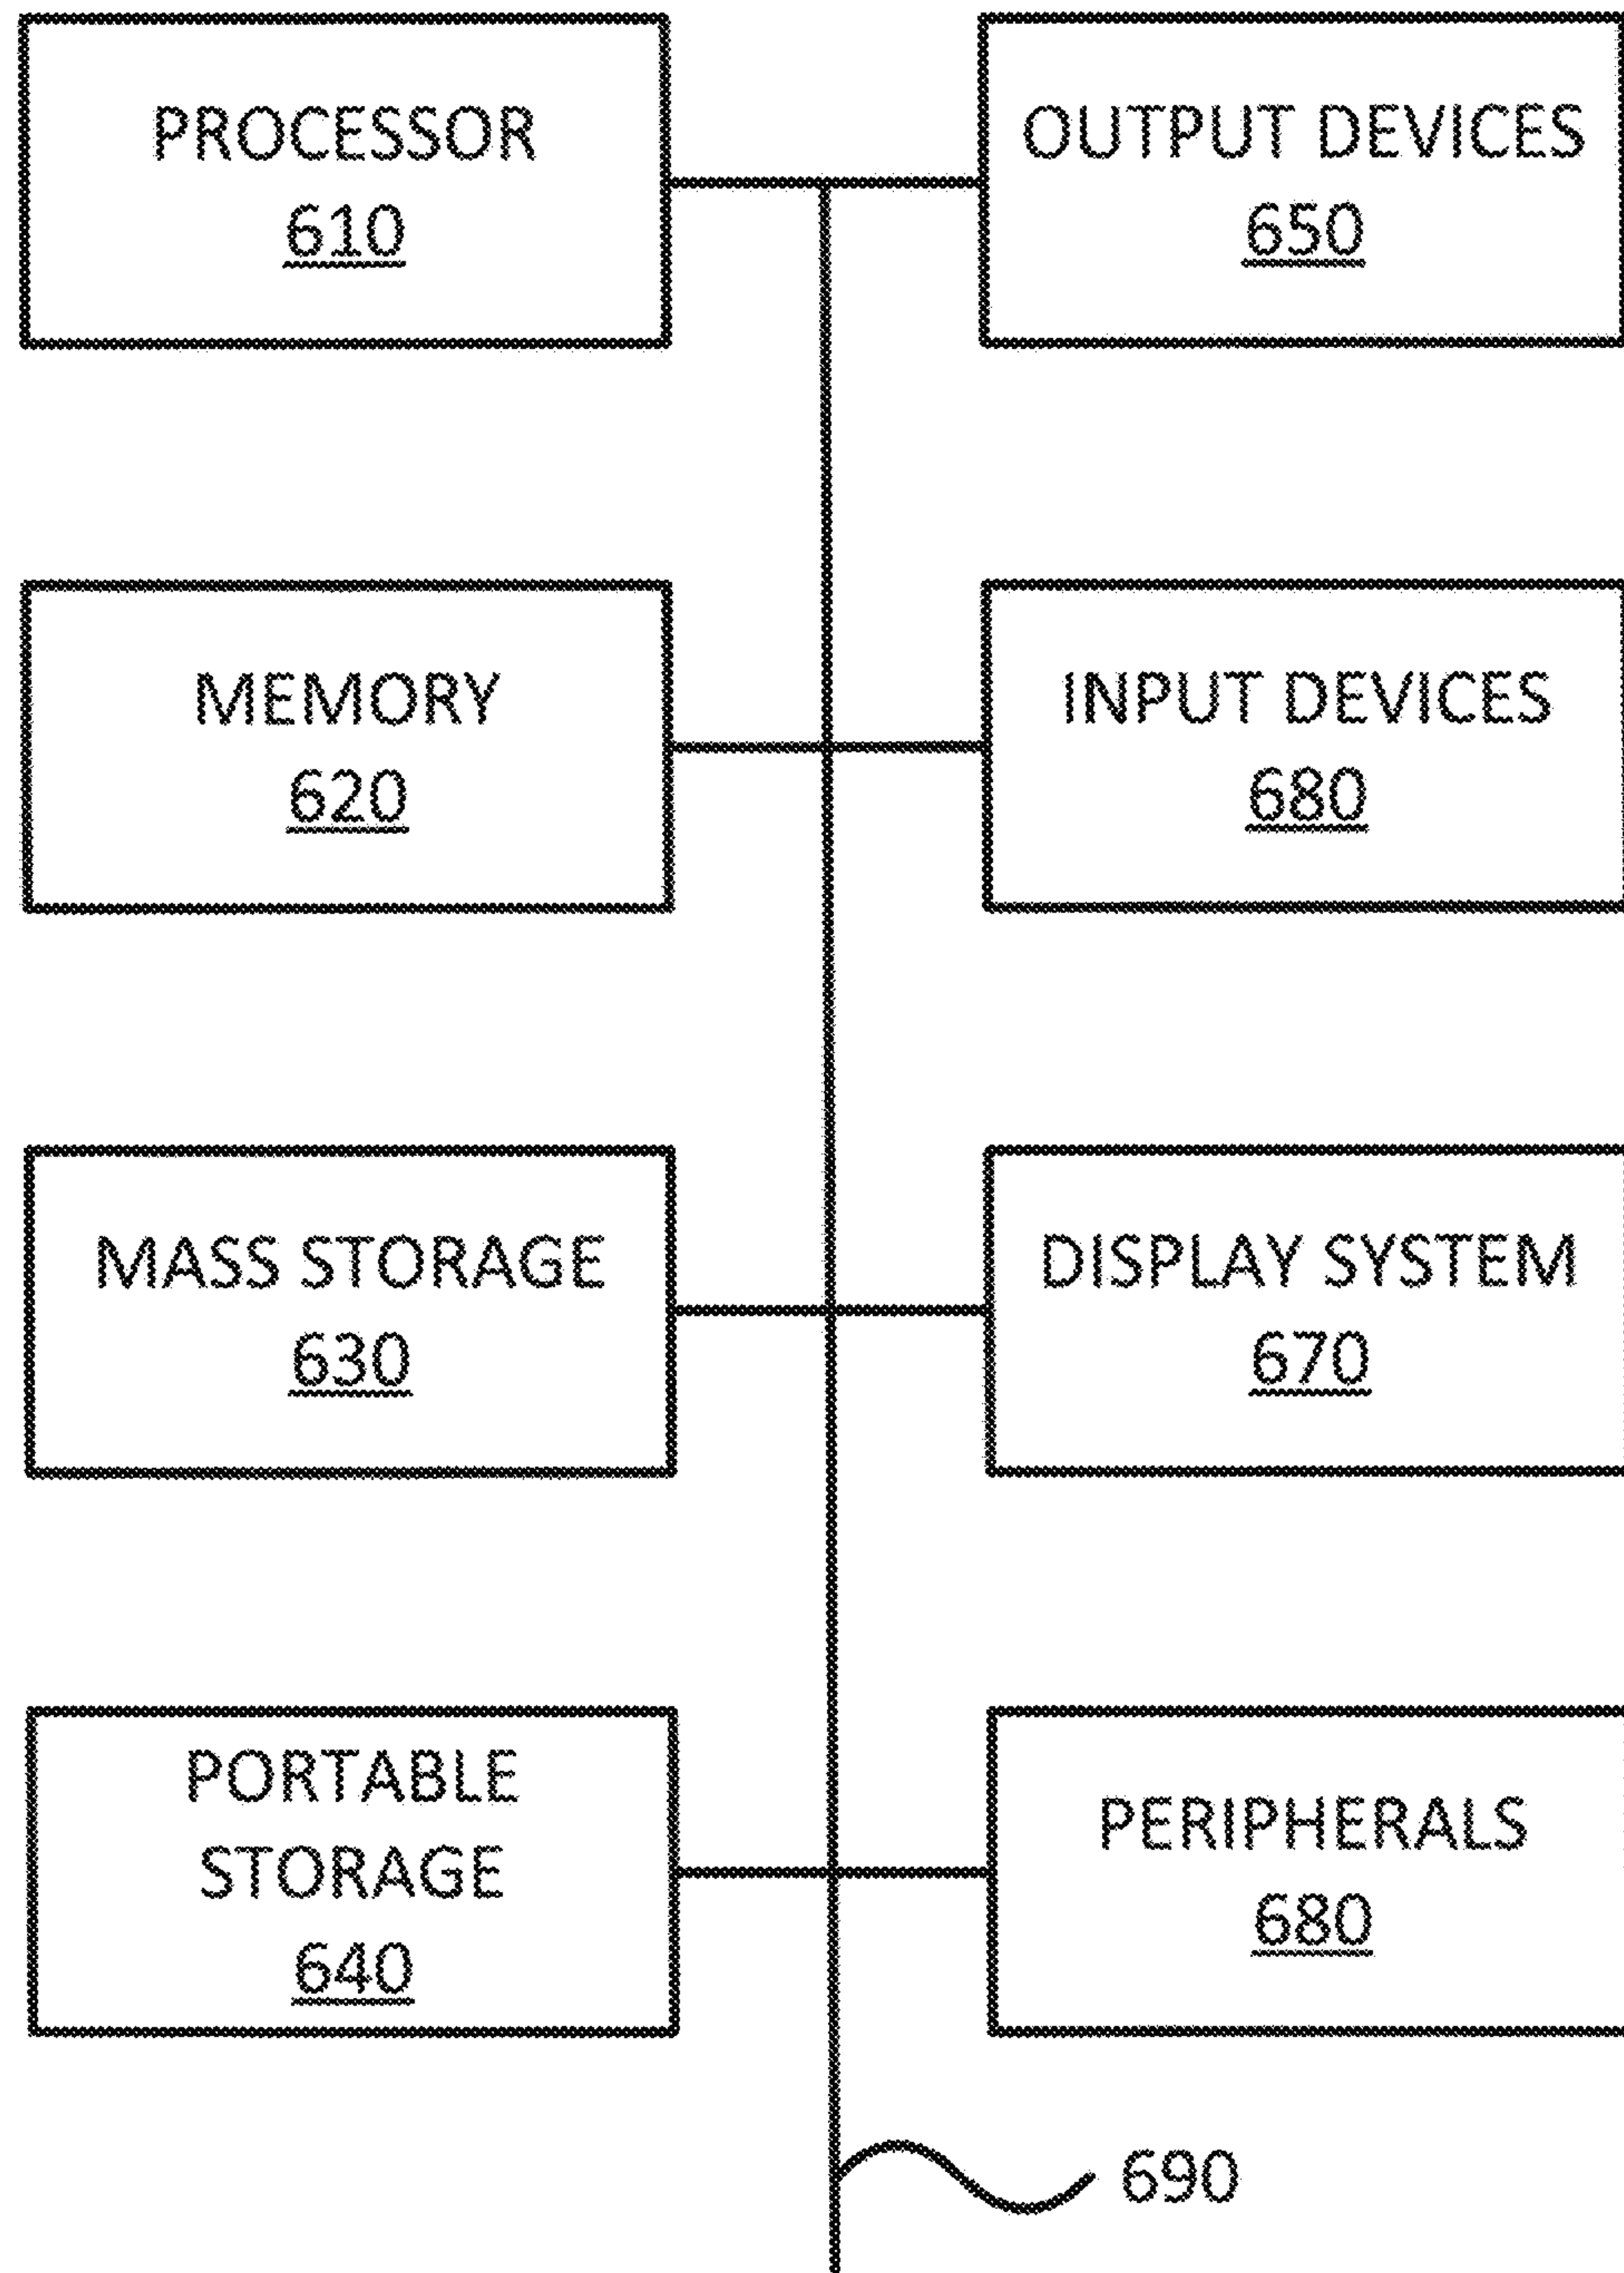 PROCESSOR
610
OUTPUT DEVICES
650
MEMORY
620
INPUT DEVICES
680
MASS STORAGE
630
DISPLAY SYSTEM
670
PORTABLE
STORAGE
640
PERIPHERALS
680
690